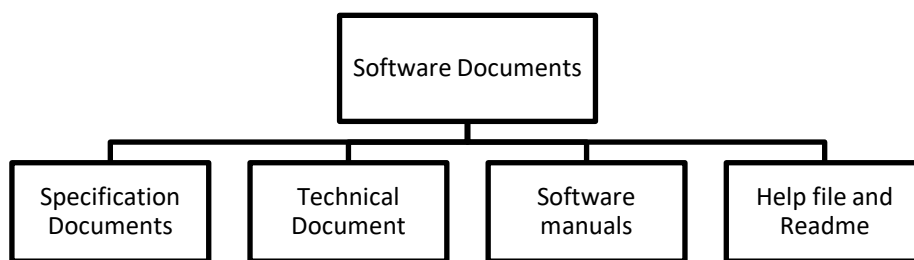 Software Documents
Specification
Documents
Technical
Document
Software
manuals
Help file and
Readme